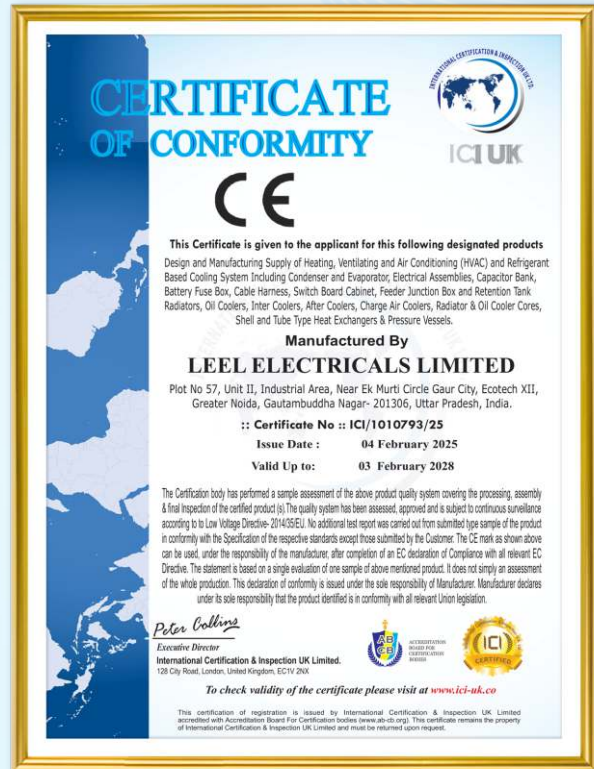 CERTIFICATE
OF CONFORMITY
INTERNATIONAL CERTIFICATION & INSPECTION UK LTD.
ICI UK
CE
This Certificate is given to the applicant for this following designated products
Design and Manufacturing Supply of Heating, Ventilating and Air Conditioning (HVAC) and Refrigerant
Based Cooling System Including Condenser and Evaporator, Electrical Assemblies, Capacitor Bank,
Battery Fuse Box, Cable Harness, Switch Board Cabinet, Feeder Junction Box and Retention Tank
Radiators, Oil Coolers, Inter Coolers, After Coolers, Charge Air Coolers, Radiator & Oil Cooler Cores,
Shell and Tube Type Heat Exchangers & Pressure Vessels.
Manufactured By
LEEL ELECTRICALS LIMITED
Plot No 57, Unit II, Industrial Area, Near Ek Murti Circle Gaur City, Ecotech XII,
Greater Noida, Gautambuddha Nagar- 201306, Uttar Pradesh, India.
:: Certificate No :: ICI/1010793/25
Issue Date : 04 February 2025
Valid Up to: 03 February 2028
The Certification body has performed a sample assessment of the above product quality system covering the processing, assembly
& final Inspection of the certified product (s).The quality system has been assessed, approved and is subject to continuous surveillance
according to to Low Voltage Directive- 2014/35/EU. No additional test report was carried out from submitted type sample of the product
in conformity with the Specification of the respective standards except those submitted by the Customer. The CE mark as shown above
can be used, under the responsibility of the manufacturer, after completion of an EC declaration of Compliance with all relevant EC
Directive. The statement is based on a single evaluation of one sample of above mentioned product. It does not simply an assessment
of the whole production. This declaration of conformity is issued under the sole responsibility of Manufacturer. Manufacturer declares
under its sole responsibility that the product identified is in conformity with all relevant Union legislation.
Peter Collins
Executive Director
International Certification & Inspection UK Limited.
128 City Road, London, United Kingdom, EC1V 2NX
AB
CB
ACCREDITATION
BOARD FOR
CERTIFICATION
BODIES
ICI
CERTIFIED
To check validity of the certificate please visit at www.ici-uk.co
This certification of registration is issued by International Certification & Inspection UK Limited
accredited with Accreditation Board For Certification bodies (www.ab-cb.org). This certificate remains the property
of International Certification & Inspection UK Limited and must be returned upon request.